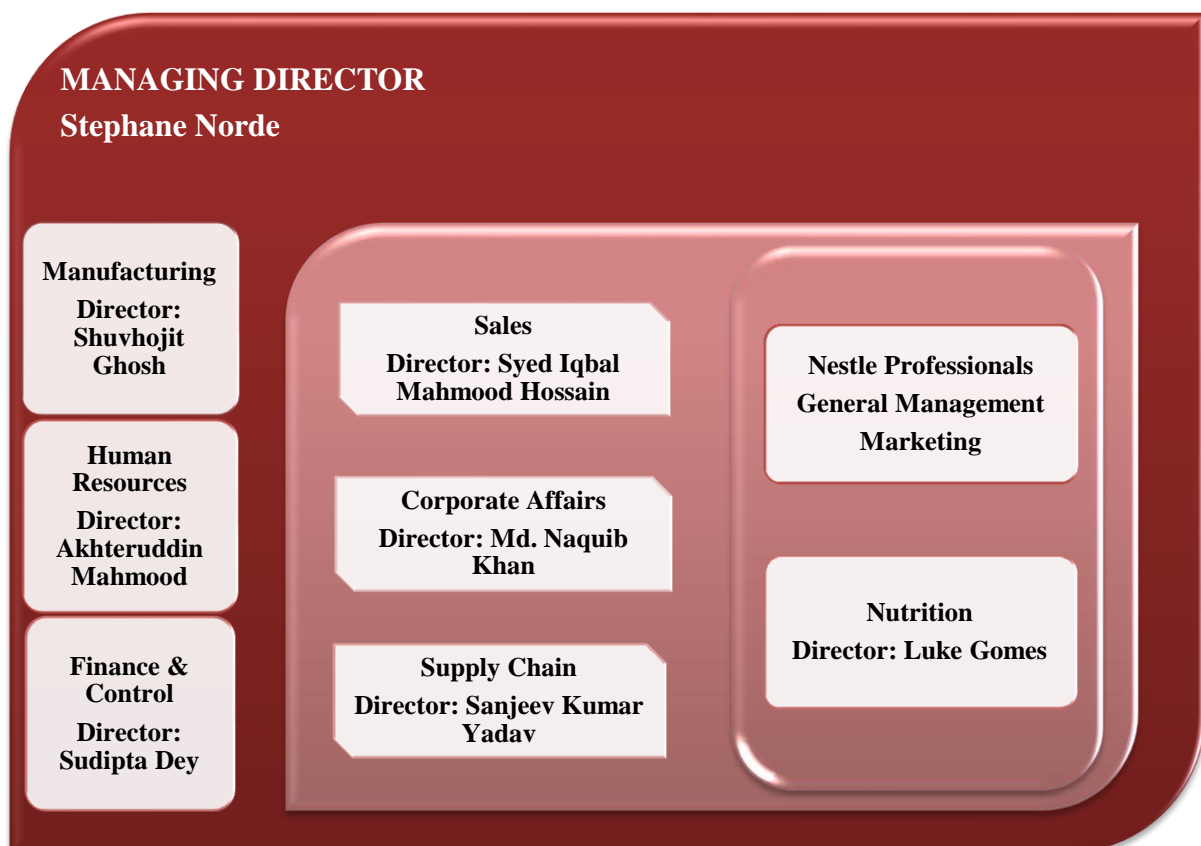 MANAGING DIRECTOR
Stephane Norde
Manufacturing
Director:
Shuvhojit
Ghosh
Human
Resources
Director:
Akhteruddin
Mahmood
Finance &
Control
Director:
Sudipta Dey
Sales
Director: Syed Iqbal
Mahmood Hossain
Corporate Affairs
Director: Md. Naquib
Khan
Supply Chain
Director: Sanjeev Kumar
Yadav
Nestle Professionals
General Management
Marketing
Nutrition
Director: Luke Gomes